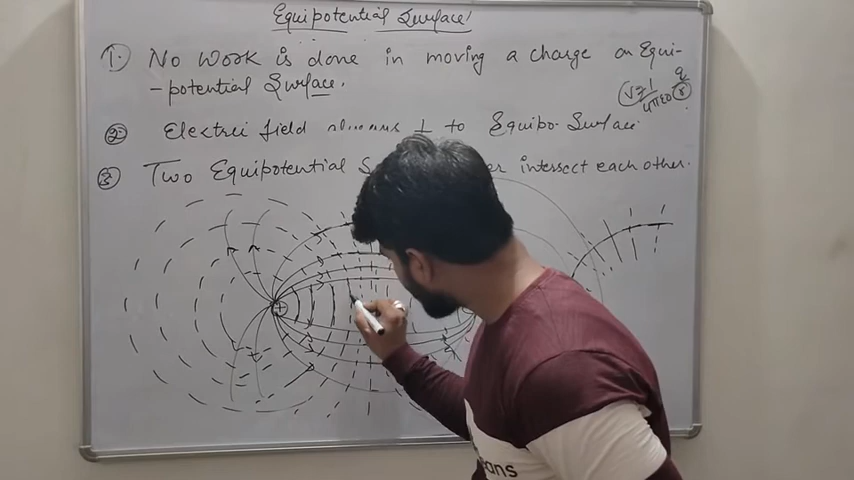 Equipotential Surface
1. No work is done in moving a charge on Equi-
-potential Surface.
V = 1/4πε0 q/r
2. Electric field always ⊥ to Equipo. Surface
3 Two Equipotential intersect each other.
+
ans